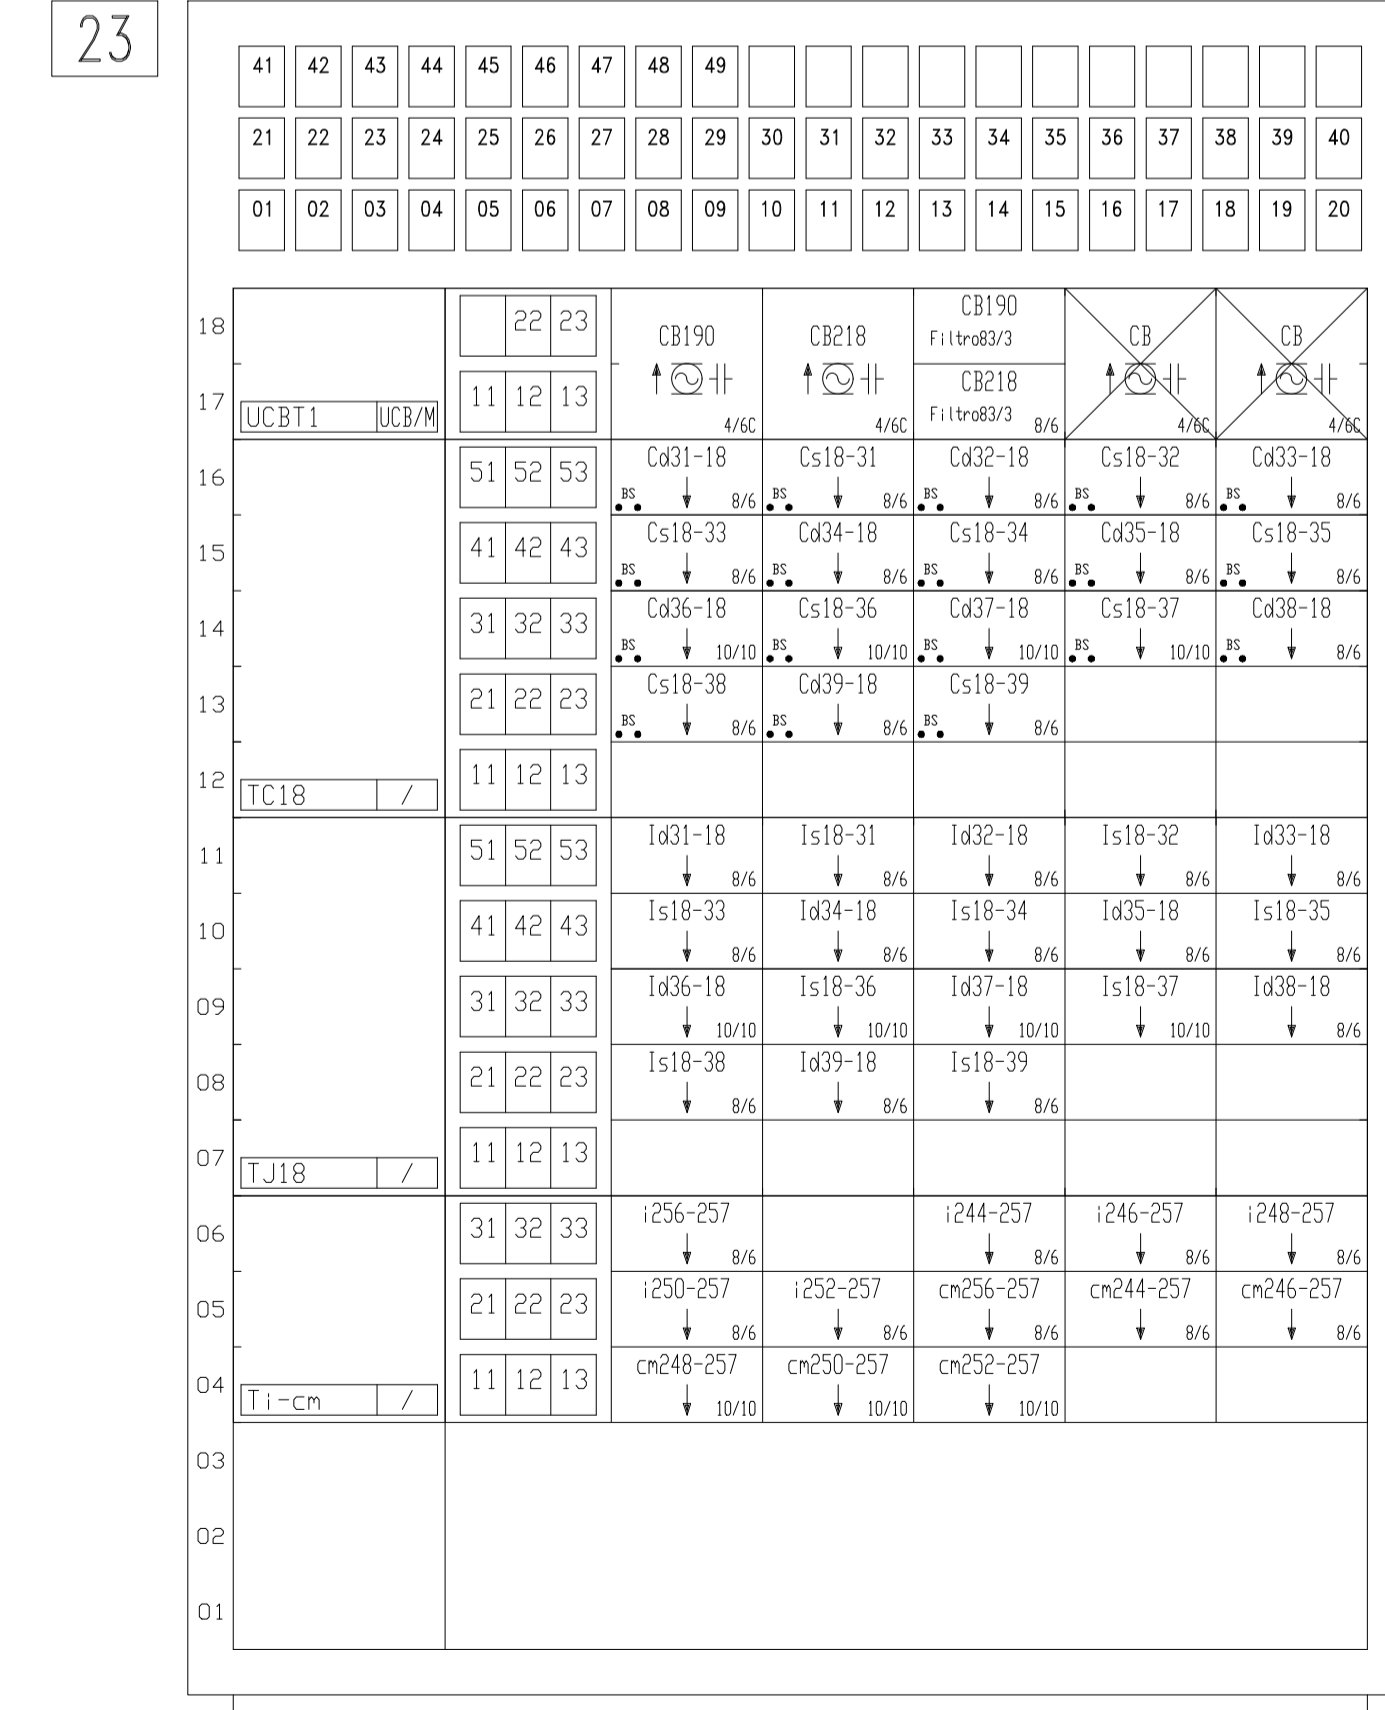 23
41 42 43 44 45 46 47 48 49
21 22 23 24 25 26 27 28 29 30 31 32 33 34 35 36 37 38 39 40
01 02 03 04 05 06 07 08 09 10 11 12 13 14 15 16 17 18 19 20
18 22 23 CB190 CB218 CB190 CB CB
Filtro83/3
17 11 12 13 CB218
UCBT1 UCB/M Filtro83/3
4/6C 4/6C 8/6 4/6C 4/6C
16 51 52 53 Cd31-18 Cs18-31 Cd32-18 Cs18-32 Cd33-18
BS 8/6 BS 8/6 BS 8/6 BS 8/6 BS 8/6
15 41 42 43 Cs18-33 Cd34-18 Cs18-34 Cd35-18 Cs18-35
BS 8/6 BS 8/6 BS 8/6 BS 8/6 BS 8/6
14 31 32 33 Cd36-18 Cs18-36 Cd37-18 Cs18-37 Cd38-18
BS 10/10 BS 10/10 BS 10/10 BS 10/10 BS 8/6
13 21 22 23 Cs18-38 Cd39-18 Cs18-39
BS 8/6 BS 8/6 BS 8/6
12 11 12 13
TC18 /
11 51 52 53 Id31-18 Is18-31 Id32-18 Is18-32 Id33-18
8/6 8/6 8/6 8/6 8/6
10 41 42 43 Is18-33 Id34-18 Is18-34 Id35-18 Is18-35
8/6 8/6 8/6 8/6 8/6
09 31 32 33 Id36-18 Is18-36 Id37-18 Is18-37 Id38-18
10/10 10/10 10/10 10/10 8/6
08 21 22 23 Is18-38 Id39-18 Is18-39
8/6 8/6 8/6
07 11 12 13
TJ18 /
06 31 32 33 i256-257 i244-257 i246-257 i248-257
8/6 8/6 8/6 8/6
05 21 22 23 i250-257 i252-257 cm256-257 cm244-257 cm246-257
8/6 8/6 8/6 8/6 8/6
04 11 12 13 cm248-257 cm250-257 cm252-257
Ti-cm / 10/10 10/10 10/10
03
02
01